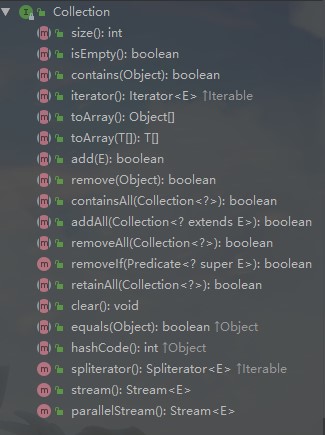 Collection
size(): int
isEmpty(): boolean
contains(Object): boolean
iterator(): Iterator<E> ↑Iterable
toArray(): Object[]
toArray(T[]): T[]
add(E): boolean
remove(Object): boolean
containsAll(Collection<?>): boolean
addAll(Collection<? extends E>): boolean
removeAll(Collection<?>): boolean
removeIf(Predicate<? super E>): boolean
retainAll(Collection<?>): boolean
clear(): void
equals(Object): boolean ↑Object
hashCode(): int ↑Object
spliterator(): Spliterator<E> ↑Iterable
stream(): Stream<E>
parallelStream(): Stream<E>